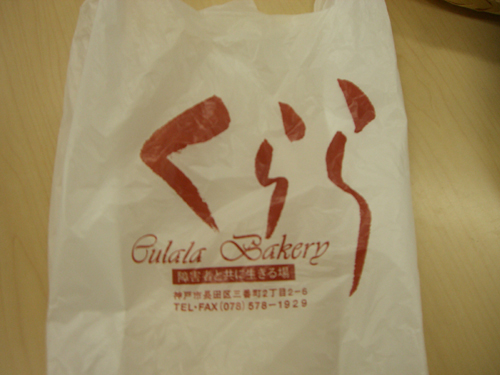 くらら
Culala Bakery
障害者と共に生きる場
神戸市長田区三番町2丁目2-6
TEL・FAX(078)578-1929